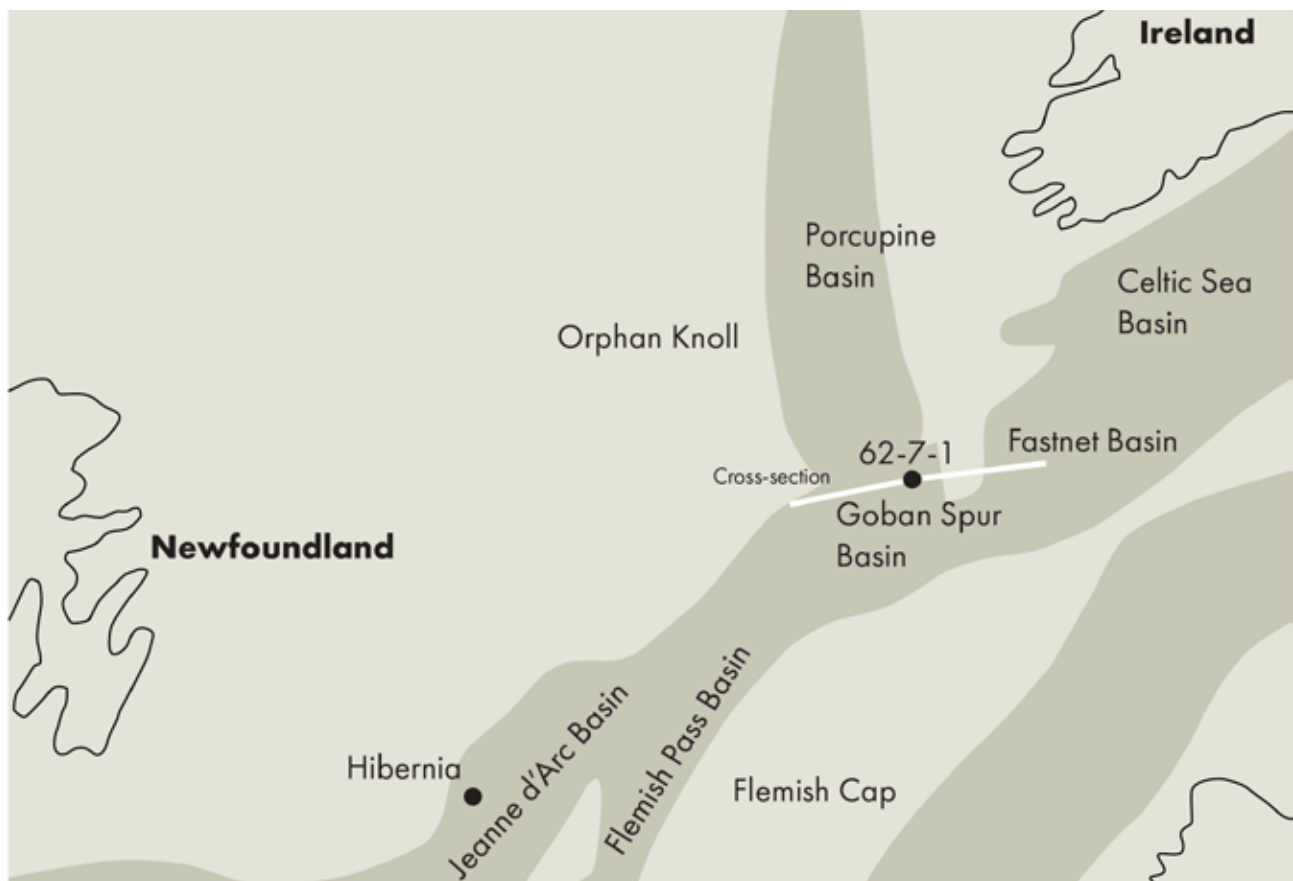 Ireland
Porcupine
Basin
Celtic Sea
Basin
Orphan Knoll
62-7-1
Fastnet Basin
Cross-section
Goban Spur
Basin
Newfoundland
Jeanne d'Arc Basin
Flemish Pass Basin
Hibernia
Flemish Cap